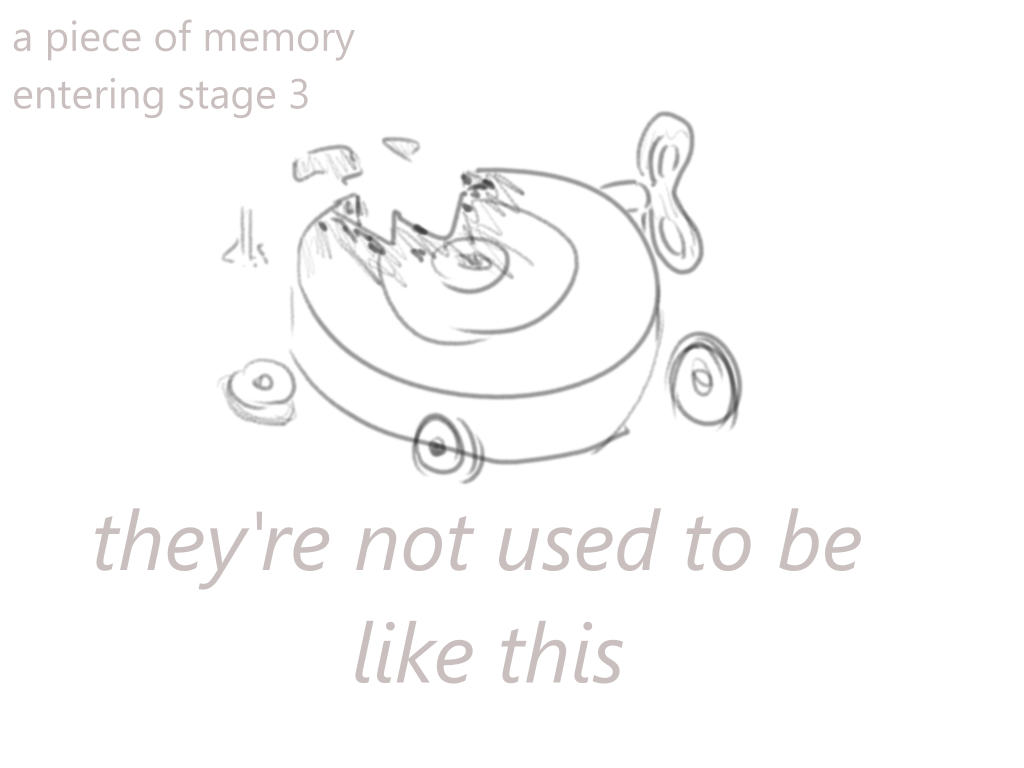 a piece of memory
entering stage 3
they're not used to be
like this